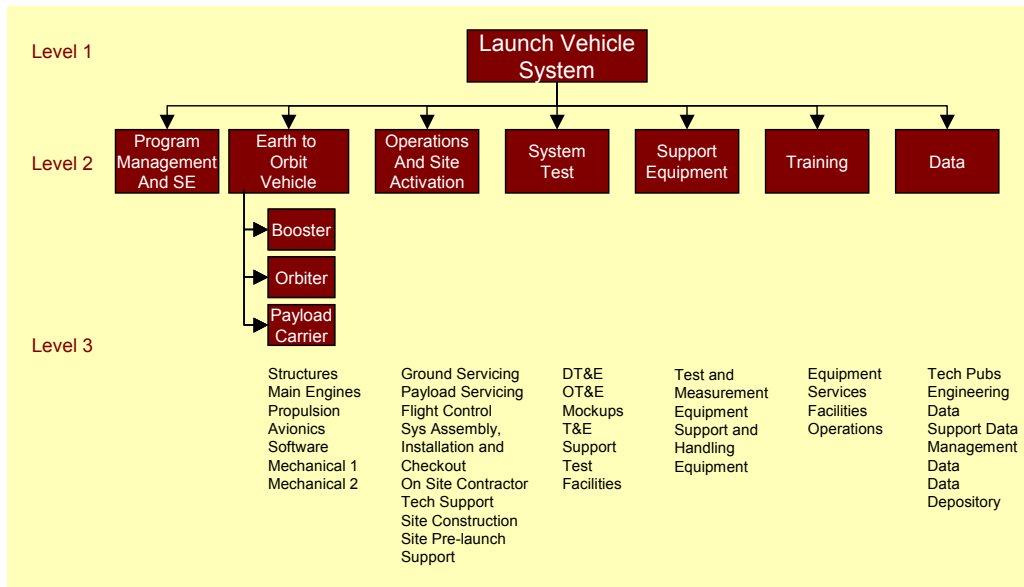 Level 1
Launch Vehicle
System
Level 2
Program
Management
And SE
Earth to
Orbit
Vehicle
Operations
And Site
Activation
System
Test
Support
Equipment
Training
Data
Booster
Orbiter
Payload
Carrier
Level 3
Structures
Main Engines
Propulsion
Avionics
Software
Mechanical 1
Mechanical 2
Ground Servicing
Payload Servicing
Flight Control
Sys Assembly,
Installation and
Checkout
On Site Contractor
Tech Support
Site Construction
Site Pre-launch
Support
DT&E
OT&E
Mockups
T&E
Support
Test
Facilities
Test and
Measurement
Equipment
Support and
Handling
Equipment
Equipment
Services
Facilities
Operations
Tech Pubs
Engineering
Data
Support Data
Management
Data
Data
Depository